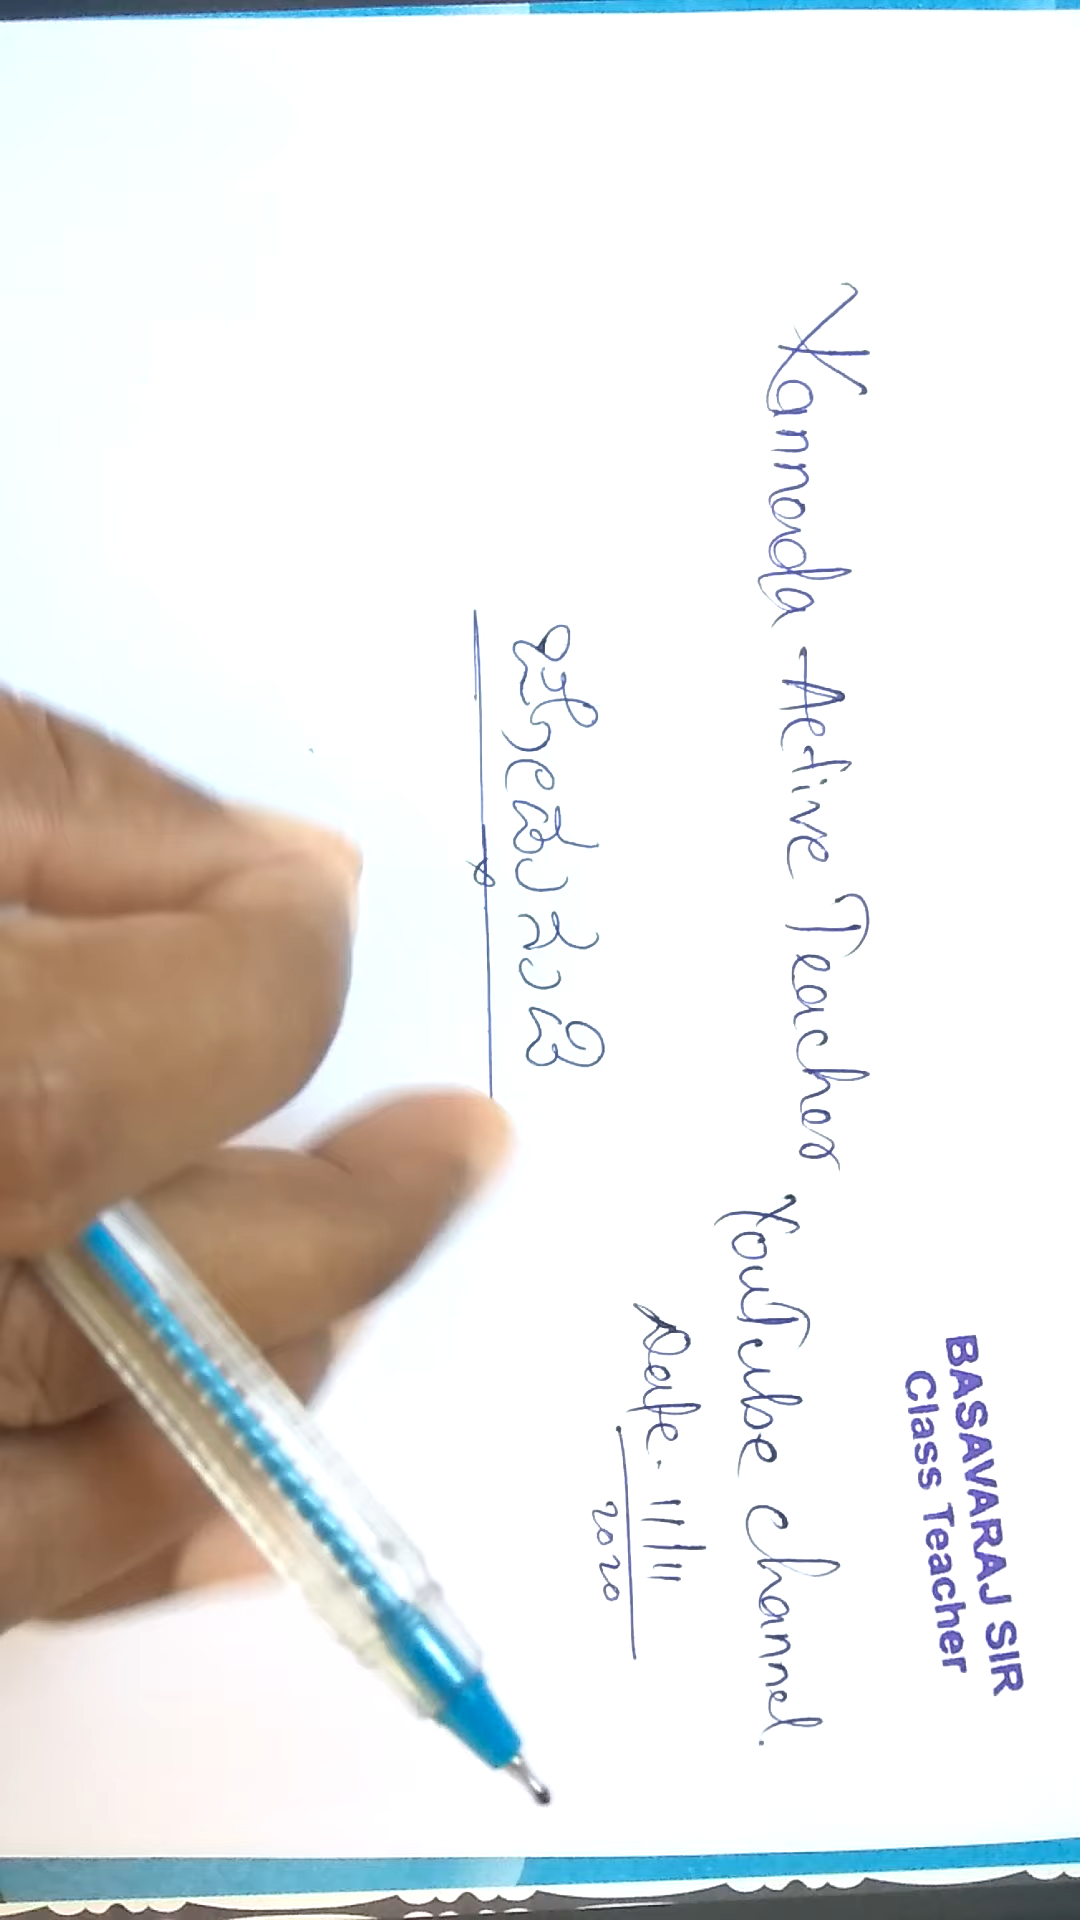 BASAVARAJ SIR
Class Teacher
Kannada Active Teacher
YouTube channel.
Date. 11/11
2020